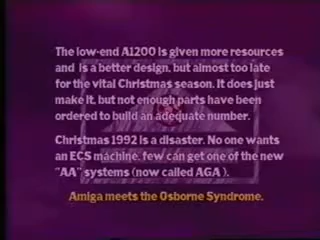 The low-end A1200 is given more resources
and is a better design, but almost too late
for the vital Christmas season. It does just
make it, but not enough parts have been
ordered to build an adequate number.
Christmas 1992 is a disaster. No one wants
an ECS machine, few can get one of the new
"AA" systems (now called AGA ).
Amiga meets the Osborne Syndrome.